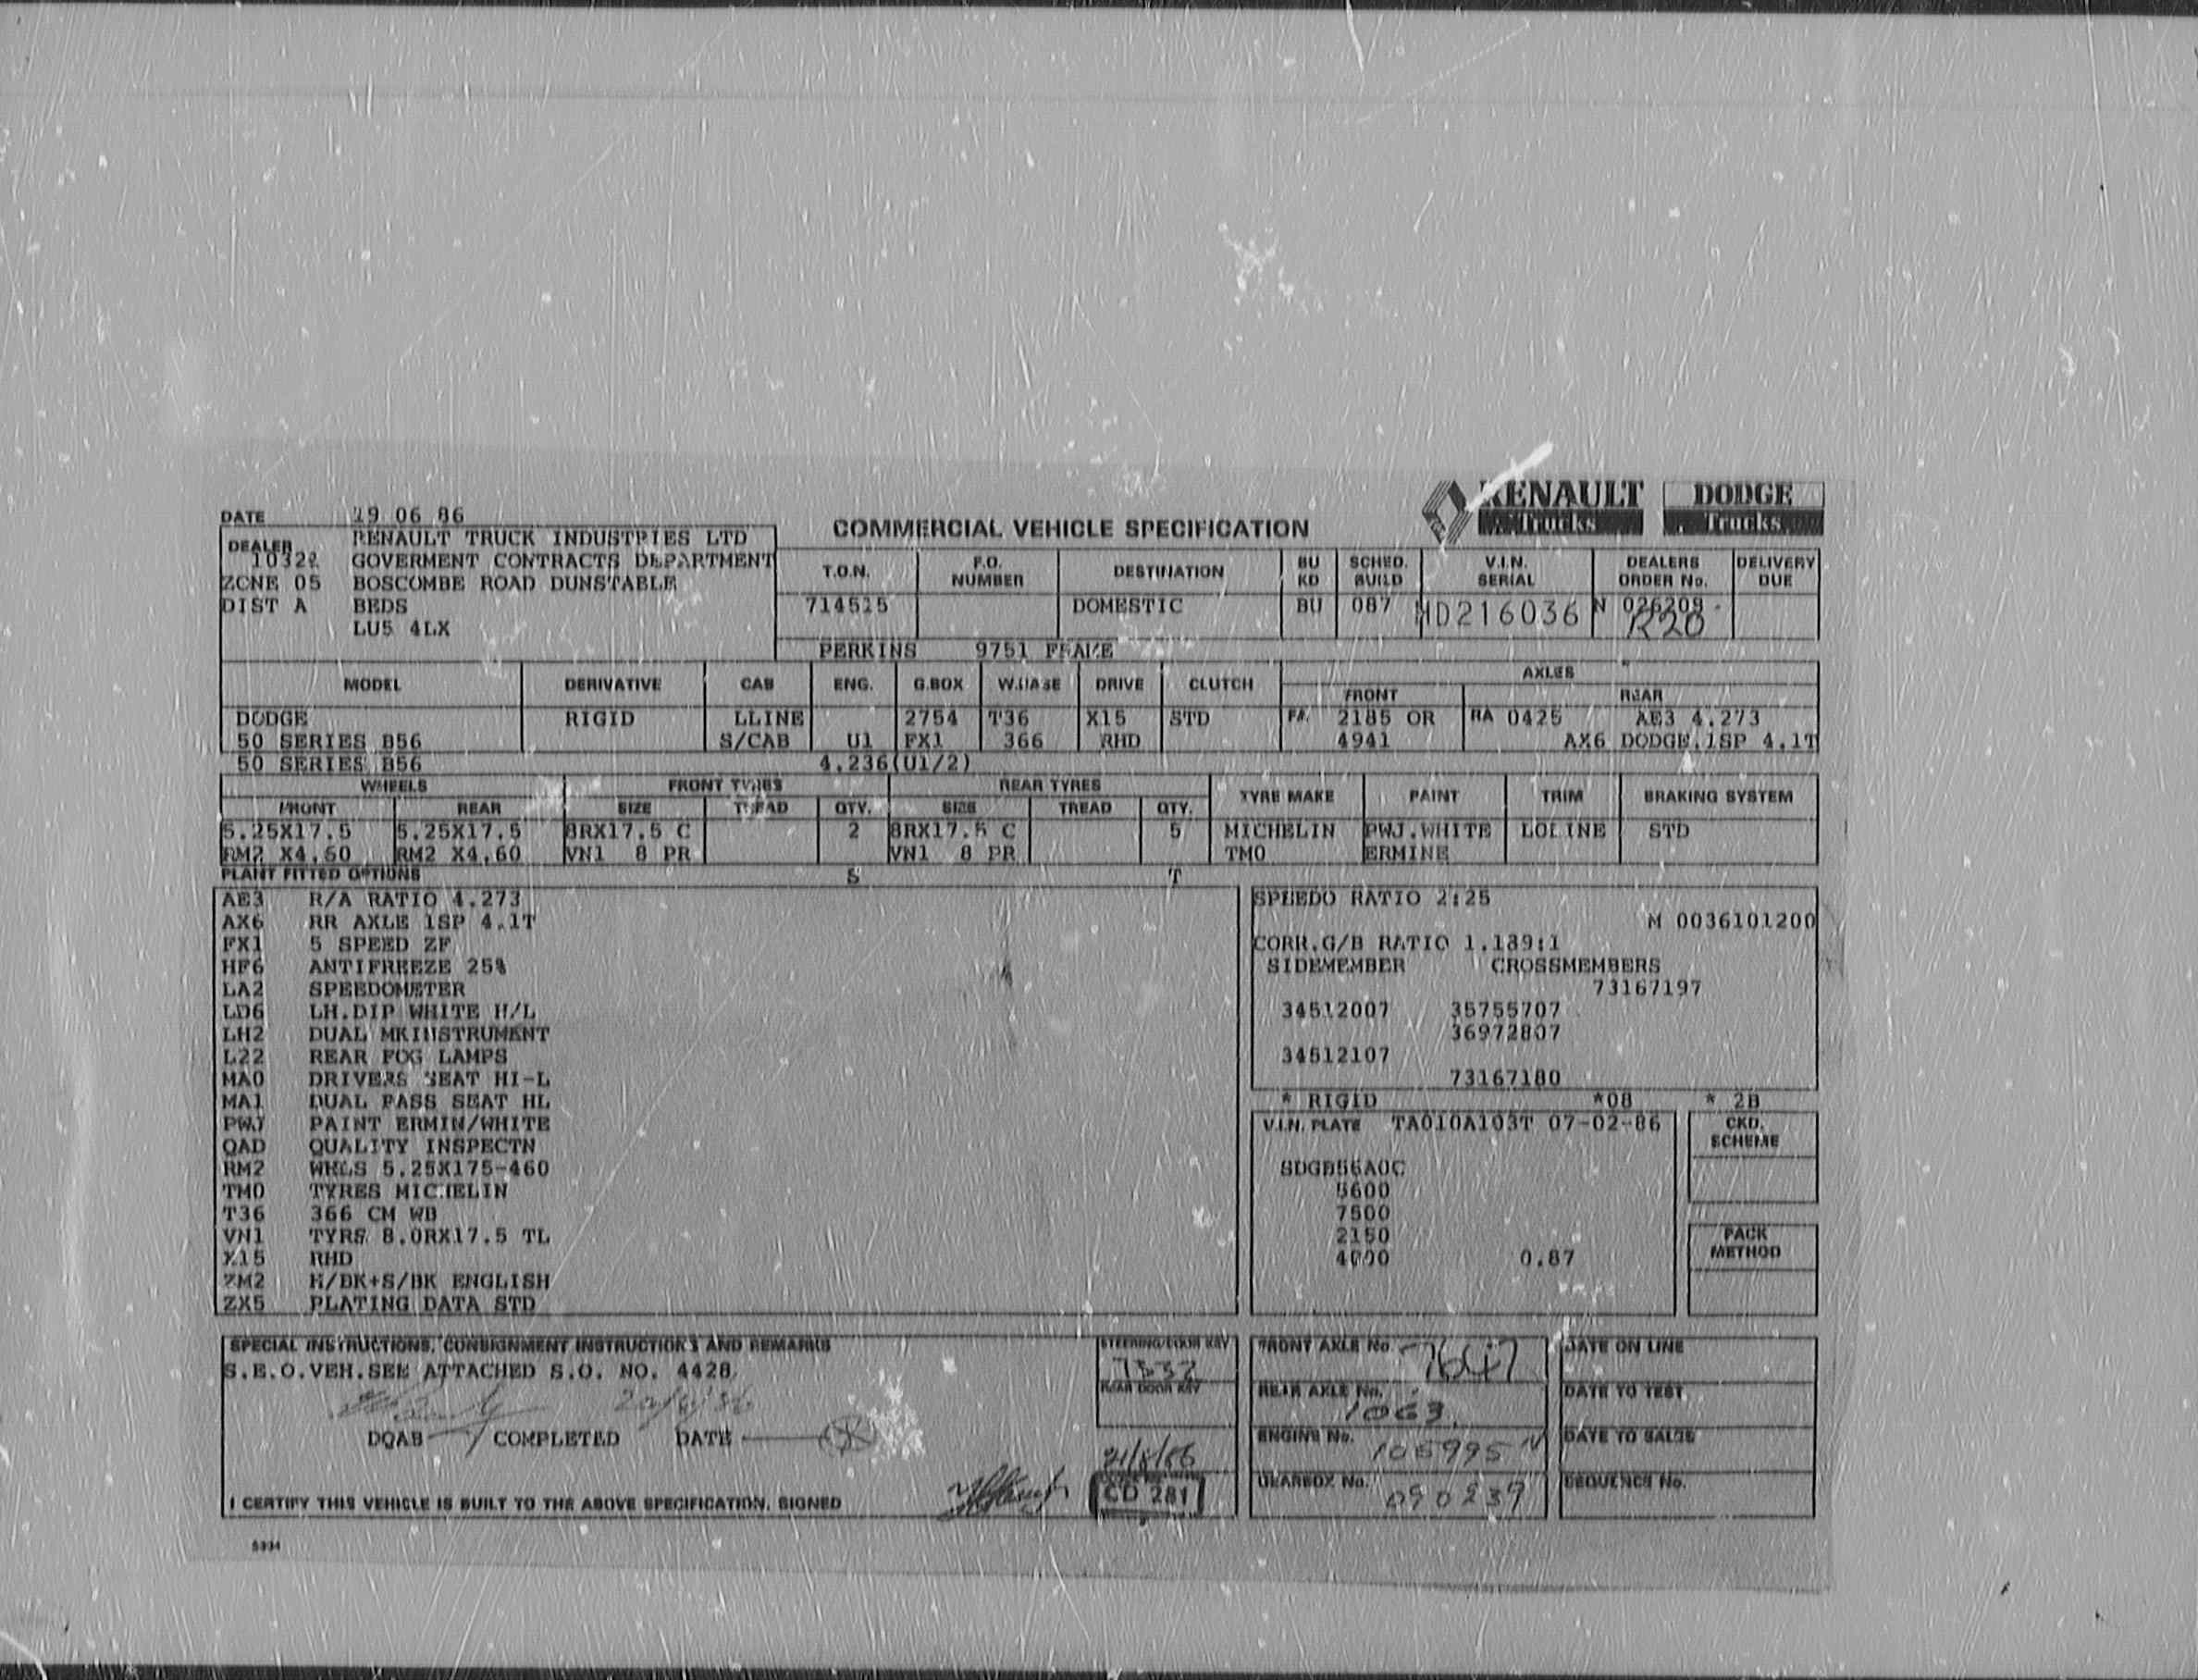 RENAULT Trucks DODGE Trucks
COMMERCIAL VEHICLE SPECIFICATION
DATE 19 06 86
DEALER RENAULT TRUCK INDUSTRIES LTD
GOVERMENT CONTRACTS DEPARTMENT
ZONE 05 BOSCOMBE ROAD DUNSTABLE
DIST A BEDS
LU5 4LX
T.O.N. P.O. NUMBER DESTINATION BU KD SCHED. BUILD V.I.N. SERIAL DEALERS ORDER No. DELIVERY DUE
714515 DOMESTIC BU 087 HD216036 N 026209
R20
PERKINS 9751
MODEL DERIVATIVE CAB ENG. G.BOX W.BASE DRIVE CLUTCH AXLES
FRONT REAR
DODGE RIGID LLINE 2754 T36 X15 STD FA 2185 OR RA 0425 AE3 4.273
50 SERIES B56 S/CAB U1 FX1 366 RHD 4941 AX6 DODGE,1SP 4.1T
50 SERIES B56 4.236(U1/2)
WHEELS FRONT TYRES REAR TYRES TYRE MAKE PAINT TRIM BRAKING SYSTEM
FRONT REAR SIZE TREAD QTY. SIZE TREAD QTY.
5.25X17.5 5.25X17.5 8RX17.5 C 2 8RX17.5 C 5 MICHELIN PWJ.WHITE LOLINE STD
RM2 X4.60 RM2 X4.60 VN1 8 PR VN1 8 PR TM0 ERMINE
PLANT FITTED OPTIONS S T
AE3 R/A RATIO 4.273
AX6 RR AXLE 1SP 4.1T
FX1 5 SPEED ZF
HF6 ANTIFREEZE 25%
LA2 SPEEDOMETER
LD6 LH.DIP WHITE H/L
LH2 DUAL MKINSTRUMENT
L22 REAR FOG LAMPS
MA0 DRIVERS SEAT HI-L
MA1 DUAL PASS SEAT HL
PWJ PAINT ERMIN/WHITE
QAD QUALITY INSPECTN
RM2 WHLS 5.25X175-460
TM0 TYRES MICHELIN
T36 366 CM WB
VN1 TYRS 8.0RX17.5 TL
X15 RHD
ZM2 H/BK+S/BK ENGLISH
ZX5 PLATING DATA STD
SPEEDO RATIO 2:25
M 0036101200
CORR.G/B RATIO 1.189:1
SIDEMEMBER CROSSMEMBERS
73167197
34512007 35755707
36972807
34512107
73167180
* RIGID *08 * 2B
V.I.N. PLATE TA010A103T 07-02-86
SDGB56A0C
5600
7500
2150
4000 0.87
CKD. SCHEME
PACK METHOD
SPECIAL INSTRUCTIONS, CONSIGNMENT INSTRUCTIONS AND REMARKS
S.E.O.VEH.SEE ATTACHED S.O. NO. 4428
DQAB COMPLETED DATE
I CERTIFY THIS VEHICLE IS BUILT TO THE ABOVE SPECIFICATION. SIGNED
STEERING/DOOR KEY
REAR DOOR KEY
21/8/86
CD 281
FRONT AXLE No. 7647
REAR AXLE No. 1063
ENGINE No. 105995 N
GEARBOX No. 090239
DATE ON LINE
DATE TO TEST
DATE TO SALES
SEQUENCE No.